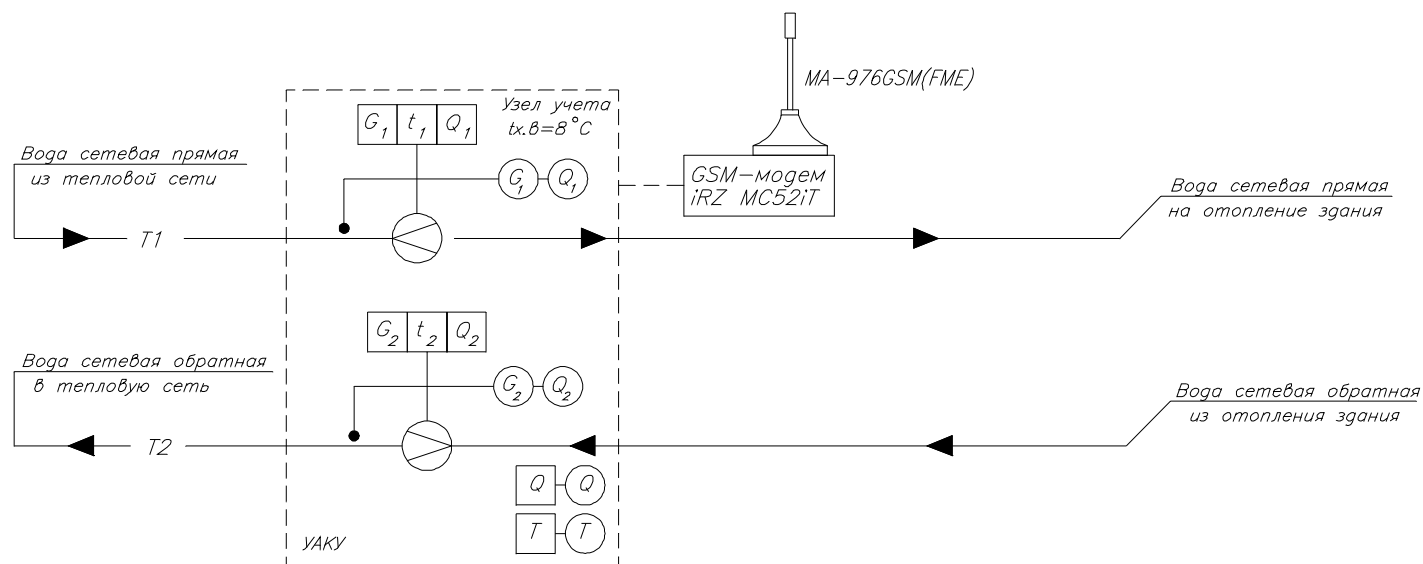 MA-976GSM(FME)
Узел учета
tх.в=8°C
G1 t1 Q1
Вода сетевая прямая
из тепловой сети
G1 Q1
GSM-модем
iRZ MC52iT
Вода сетевая прямая
на отопление здания
T1
G2 t2 Q2
Вода сетевая обратная
в тепловую сеть
G2 Q2
Вода сетевая обратная
из отопления здания
T2
Q Q
T T
УАКУ